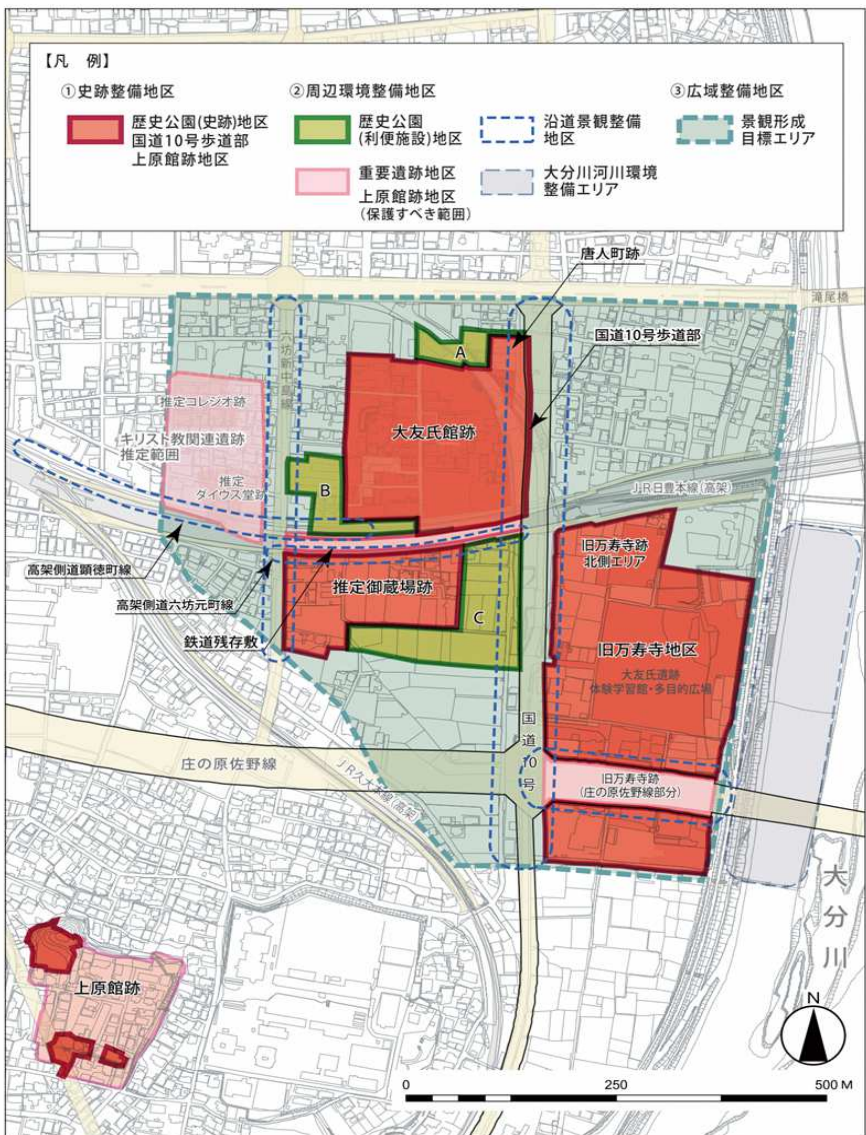 【凡　例】
①史跡整備地区
歴史公園(史跡)地区
国道10号歩道部
上原館跡地区
②周辺環境整備地区
歴史公園
(利便施設)地区
重要遺跡地区
上原館跡地区
(保護すべき範囲)
沿道景観整備
地区
大分川河川環境
整備エリア
③広域整備地区
景観形成
目標エリア
唐人町跡
滝尾橋
国道10号歩道部
六坊新中島線
A
推定コレジオ跡
大友氏館跡
キリスト教関連遺跡
推定範囲
推定
ダイウス堂跡
B
JR日豊本線(高架)
旧万寿寺跡
北側エリア
高架側道顕徳町線
高架側道六坊元町線
鉄道残存敷
推定御蔵場跡
C
旧万寿寺地区
大友氏遺跡
体験学習館・多目的広場
国道10号
庄の原佐野線
JR久大本線(高架)
旧万寿寺跡
(庄の原佐野線部分)
大分川
上原館跡
N
0
250
500 M